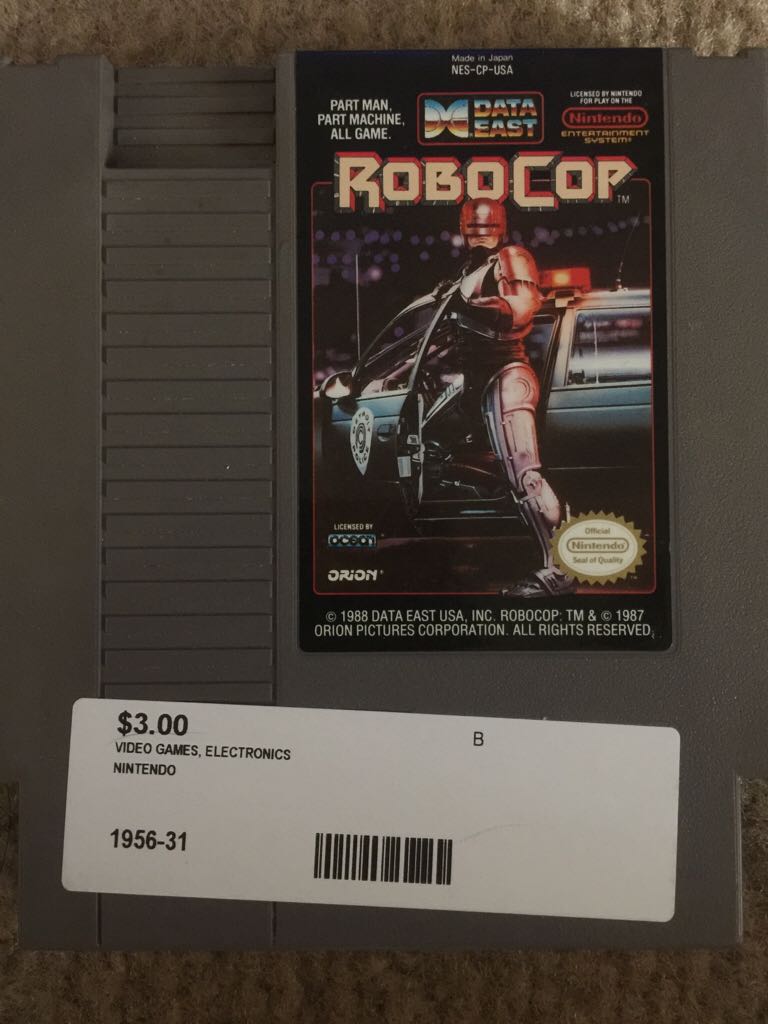 Made in Japan
NES-CP-USA
PART MAN,
PART MACHINE,
ALL GAME.
DATA
EAST
LICENSED BY NINTENDO
FOR PLAY ON THE
Nintendo
ENTERTAINMENT
SYSTEM®
ROBOCOP
TM
LICENSED BY
ocean
ORION®
Official
Nintendo
Seal of Quality
TM
© 1988 DATA EAST USA, INC. ROBOCOP: TM & © 1987
ORION PICTURES CORPORATION. ALL RIGHTS RESERVED.
$3.00
B
VIDEO GAMES, ELECTRONICS
NINTENDO
1956-31